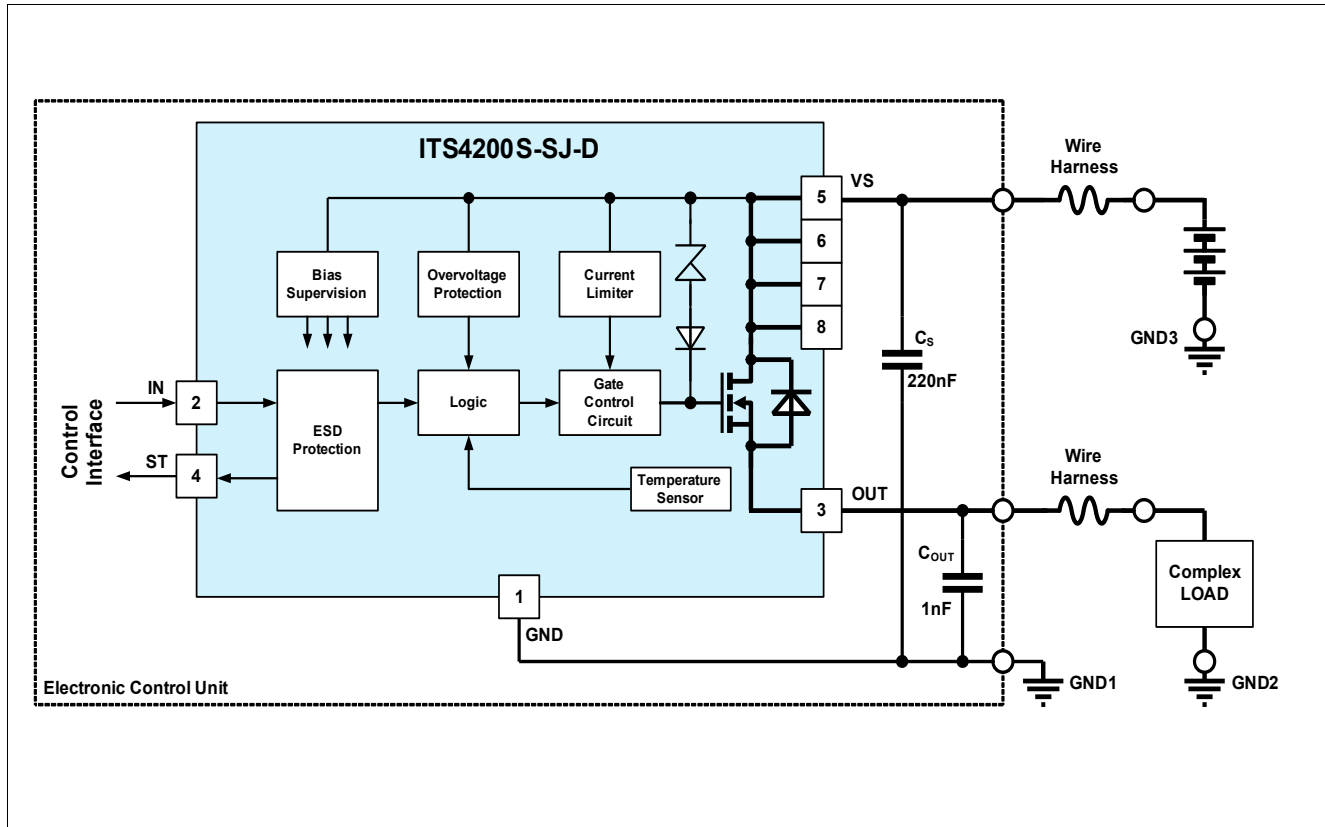 ITS4200S-SJ-D
VS
5
6
7
8
Wire
Harness
Bias
Supervision
Overvoltage
Protection
Current
Limiter
GND3
CS
220nF
IN
2
ST
4
Control
Interface
ESD
Protection
Logic
Gate
Control
Circuit
Temperature
Sensor
OUT
3
Wire
Harness
COUT
1nF
Complex
LOAD
1
GND
GND1
GND2
Electronic Control Unit